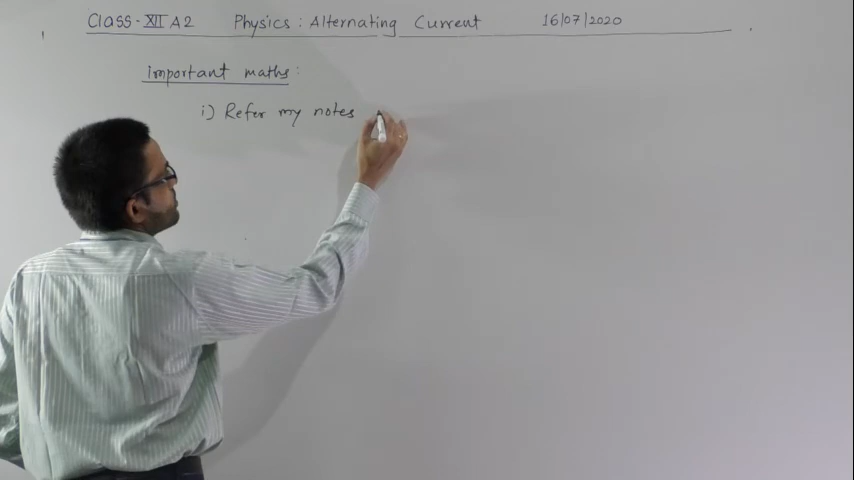 CLASS - XII A2 Physics : Alternating Current 16/07/2020
Important maths :
i) Refer my notes